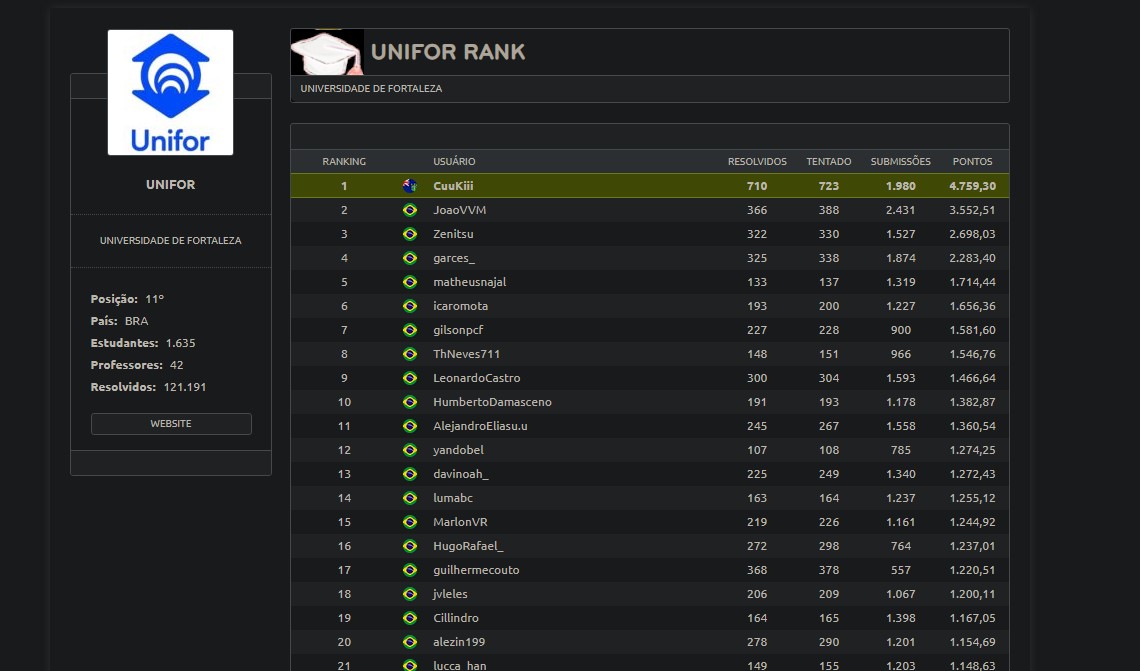 Unifor
UNIFOR
UNIVERSIDADE DE FORTALEZA
Posição: 11º
País: BRA
Estudantes: 1.635
Professores: 42
Resolvidos: 121.191
WEBSITE
UNIFOR RANK
UNIVERSIDADE DE FORTALEZA
RANKING USUÁRIO RESOLVIDOS TENTADO SUBMISSÕES PONTOS
1 CuuKiii 710 723 1.980 4.759,30
2 JoaoVVM 366 388 2.431 3.552,51
3 Zenitsu 322 330 1.527 2.698,03
4 garces_ 325 338 1.874 2.283,40
5 matheusnajal 133 137 1.319 1.714,44
6 icaromota 193 200 1.227 1.656,36
7 gilsonpcf 227 228 900 1.581,60
8 ThNeves711 148 151 966 1.546,76
9 LeonardoCastro 300 304 1.593 1.466,64
10 HumbertoDamasceno 191 193 1.178 1.382,87
11 AlejandroEliasu.u 245 267 1.558 1.360,54
12 yandobel 107 108 785 1.274,25
13 davinoah_ 225 249 1.340 1.272,43
14 lumabc 163 164 1.237 1.255,12
15 MarlonVR 219 226 1.161 1.244,92
16 HugoRafael_ 272 298 764 1.237,01
17 guilhermecouto 368 378 557 1.220,51
18 jvleles 206 209 1.067 1.200,11
19 Cillindro 164 165 1.398 1.167,05
20 alezin199 278 290 1.201 1.154,69
21 lucca_han 149 155 1.203 1.148,63